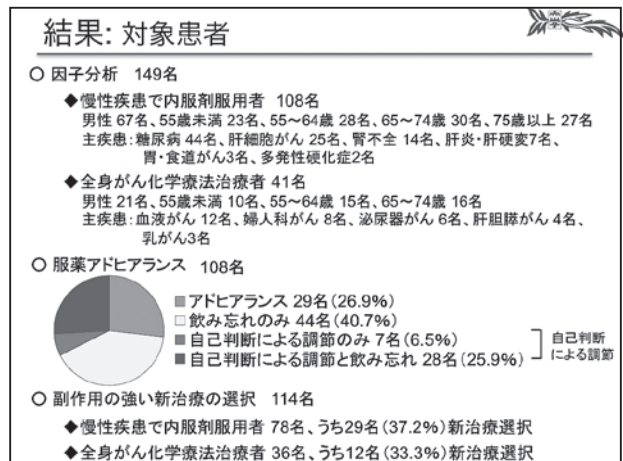 結果: 対象患者
○ 因子分析 149名
◆慢性疾患で内服剤服用者 108名
男性 67名、55歳未満 23名、55～64歳 28名、65～74歳 30名、75歳以上 27名
主疾患:糖尿病 44名、肝細胞がん 25名、腎不全 14名、肝炎・肝硬変7名、
胃・食道がん3名、多発性硬化症2名
◆全身がん化学療法治療者 41名
男性 21名、55歳未満 10名、55～64歳 15名、65～74歳 16名
主疾患:血液がん 12名、婦人科がん 8名、泌尿器がん 6名、肝胆膵がん 4名、
乳がん3名
○ 服薬アドヒアランス 108名
■アドヒアランス 29名(26.9%)
飲み忘れのみ 44名(40.7%)
■自己判断による調節のみ 7名(6.5%)
■自己判断による調節と飲み忘れ 28名(25.9%)
自己判断
による調節
○ 副作用の強い新治療の選択 114名
◆慢性疾患で内服剤服用者 78名、うち29名(37.2%)新治療選択
◆全身がん化学療法治療者 36名、うち12名(33.3%)新治療選択